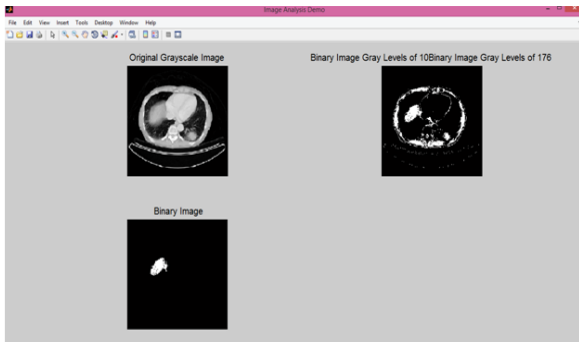 Image Analysis Demo
File Edit View Insert Tools Desktop Window Help
Original Grayscale Image
Binary Image Gray Levels of 10Binary Image Gray Levels of 176
Binary Image